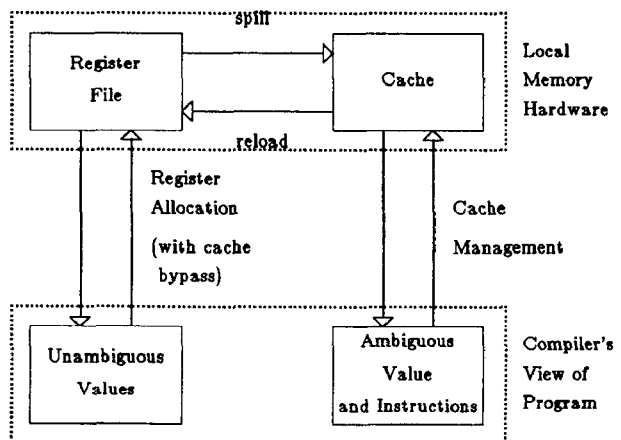 spill
Register
File
Cache
Local
Memory
Hardware
reload
Register
Allocation
(with cache
bypass)
Cache
Management
Unambiguous
Values
Ambiguous
Value
and Instructions
Compiler's
View of
Program